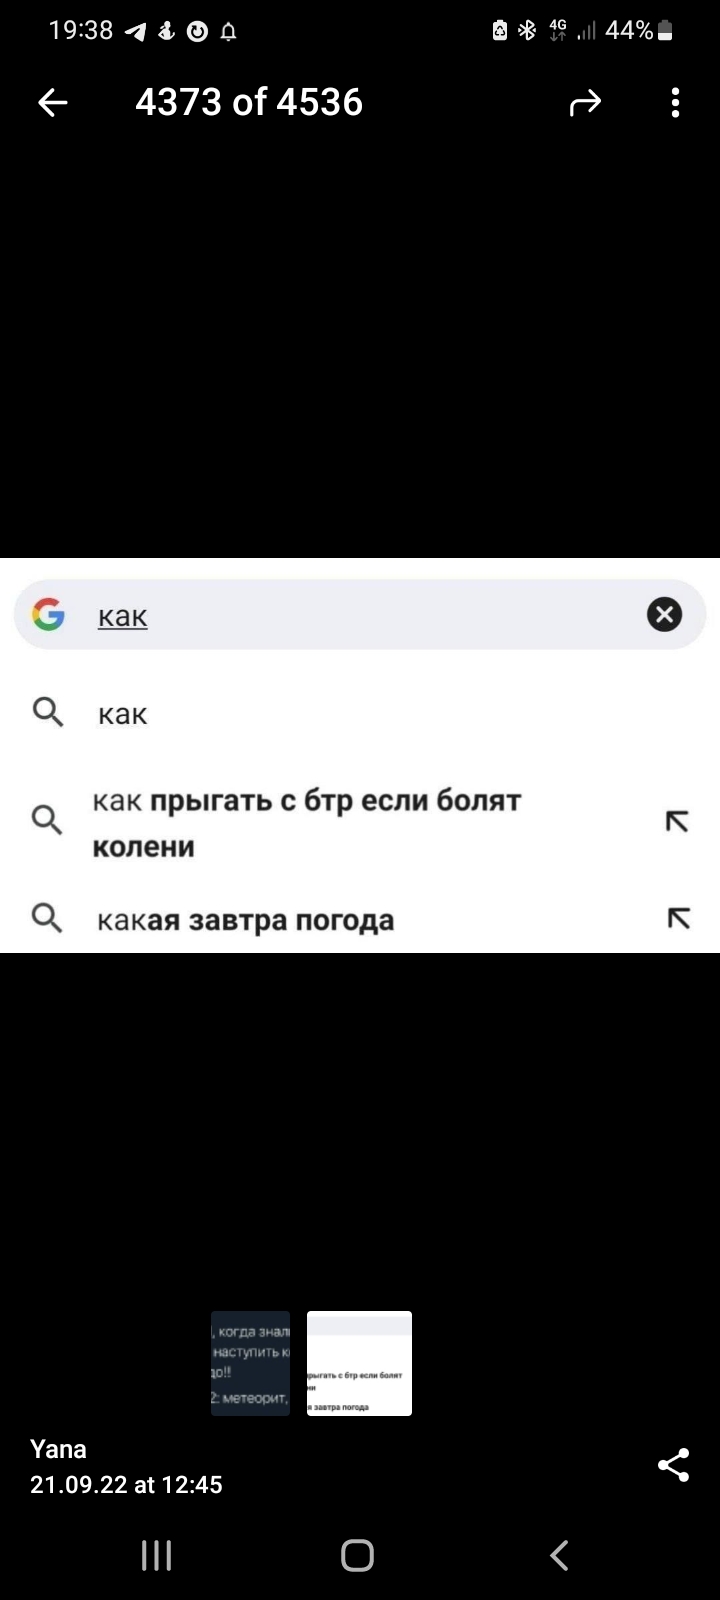 19:38 4G 44%
4373 of 4536
как
как
как прыгать с бтр если болят
колени
какая завтра погода
, когда знал
наступить к
до!!
2: метеорит,
рыгать с бтр если болят
ни
я завтра погода
Yana
21.09.22 at 12:45